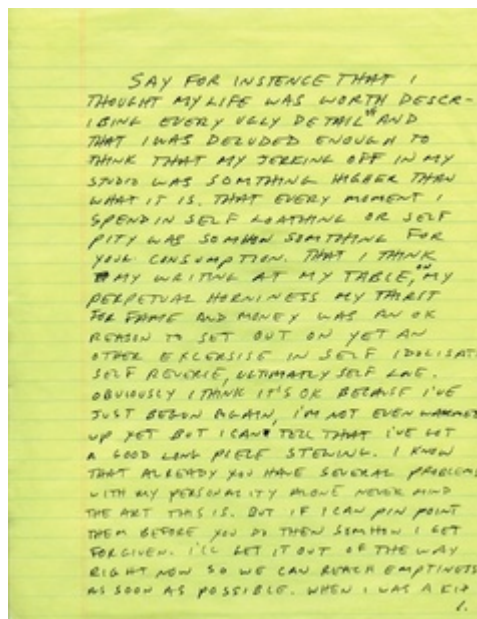 SAY FOR INSTENCE THAT I
THOUGHT MY LIFE WAS WORTH DESCR-
IBING EVERY UGLY DETAIL OF AND
THAT I WAS DELUDED ENOUGH TO
THINK THAT MY JERKING OFF IN MY
STUDIO WAS SOMTHING HIGHER THAN
WHAT IT IS. THAT EVERY MOMENT I
SPEND IN SELF LOATHING OR SELF
PITY WAS SOMHOW SOMTHING FOR
YOUR CONSUMPTION. THAT I THINK
MY WRITING AT MY TABLE, ON MY
PERPETUAL HORNINESS MY THIRST
FOR FAME AND MONEY WAS AN OK
REASON TO SET OUT ON YET AN
OTHER EXCERSISE IN SELF IDOLISAT.
SELF REVERIE, ULTIMATLY SELF
OBVIOUSLY I THINK IT'S OK BECAUSE I'VE
JUST BEGUN AGAIN, I'M NOT EVEN WARMED
UP YET BUT I CAN TELL THAT I'VE GOT
A GOOD LONG PIECE STEWING. I KNOW
THAT ALREADY YOU HAVE SEVERAL PROBLEMS
WITH MY PERSONALITY ALONE NEVER MIND
THE ART THIS IS. BUT IF I CAN PIN POINT
THEM BEFORE YOU DO THEN SOMHOW I GET
FORGIVEN. I'LL GET IT OUT OF THE WAY
RIGHT NOW SO WE CAN REACH EMPTINESS
AS SOON AS POSSIBLE. WHEN I WAS A KID
1.